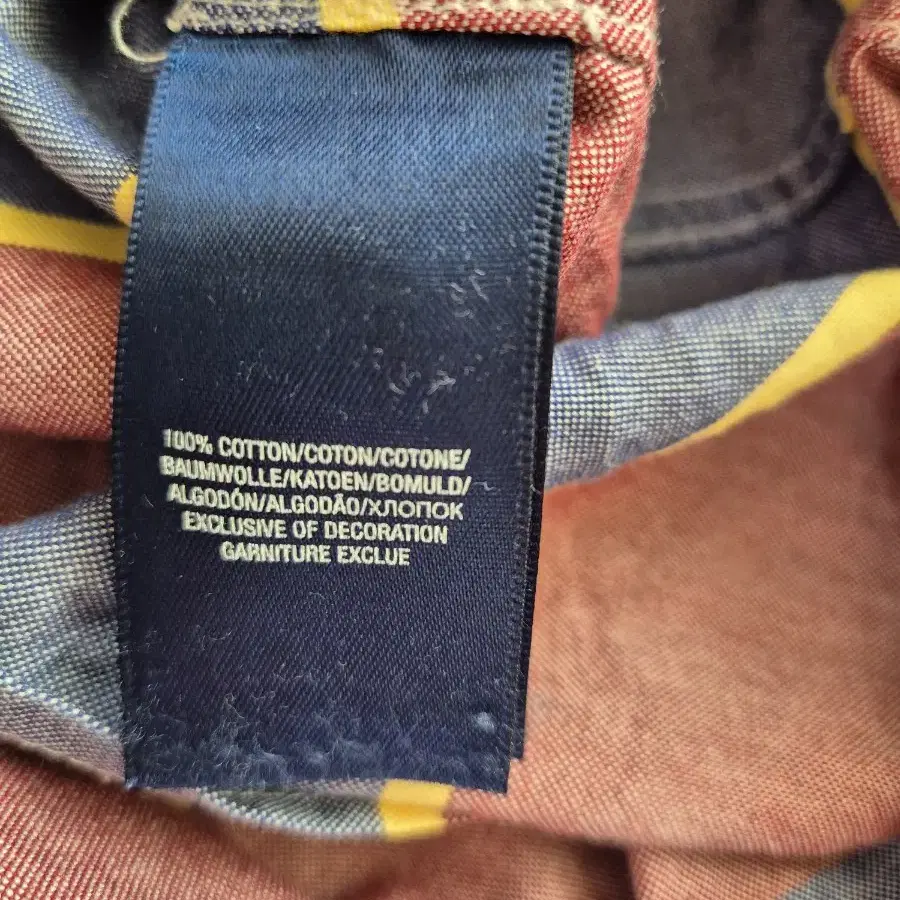 100% COTTON/COTON/COTONE/
BAUMWOLLE/KATOEN/BOMULD/
ALGODÓN/ALGODÃO/ХЛОПОК
EXCLUSIVE OF DECORATION
GARNITURE EXCLUE